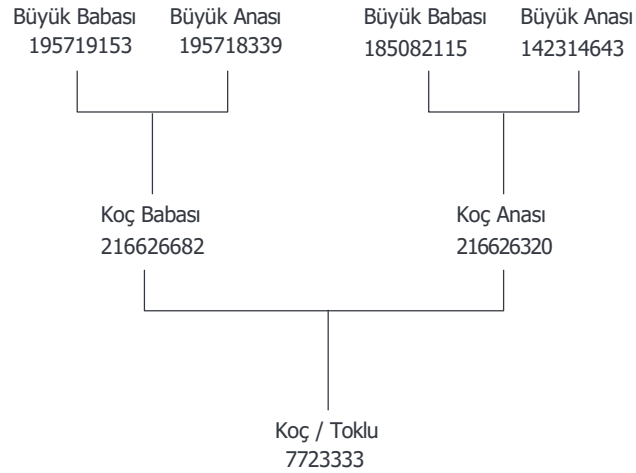 Büyük Babası Büyük Anası Büyük Babası Büyük Anası
195719153 195718339 185082115 142314643
Koç Babası Koç Anası
216626682 216626320
Koç / Toklu
7723333